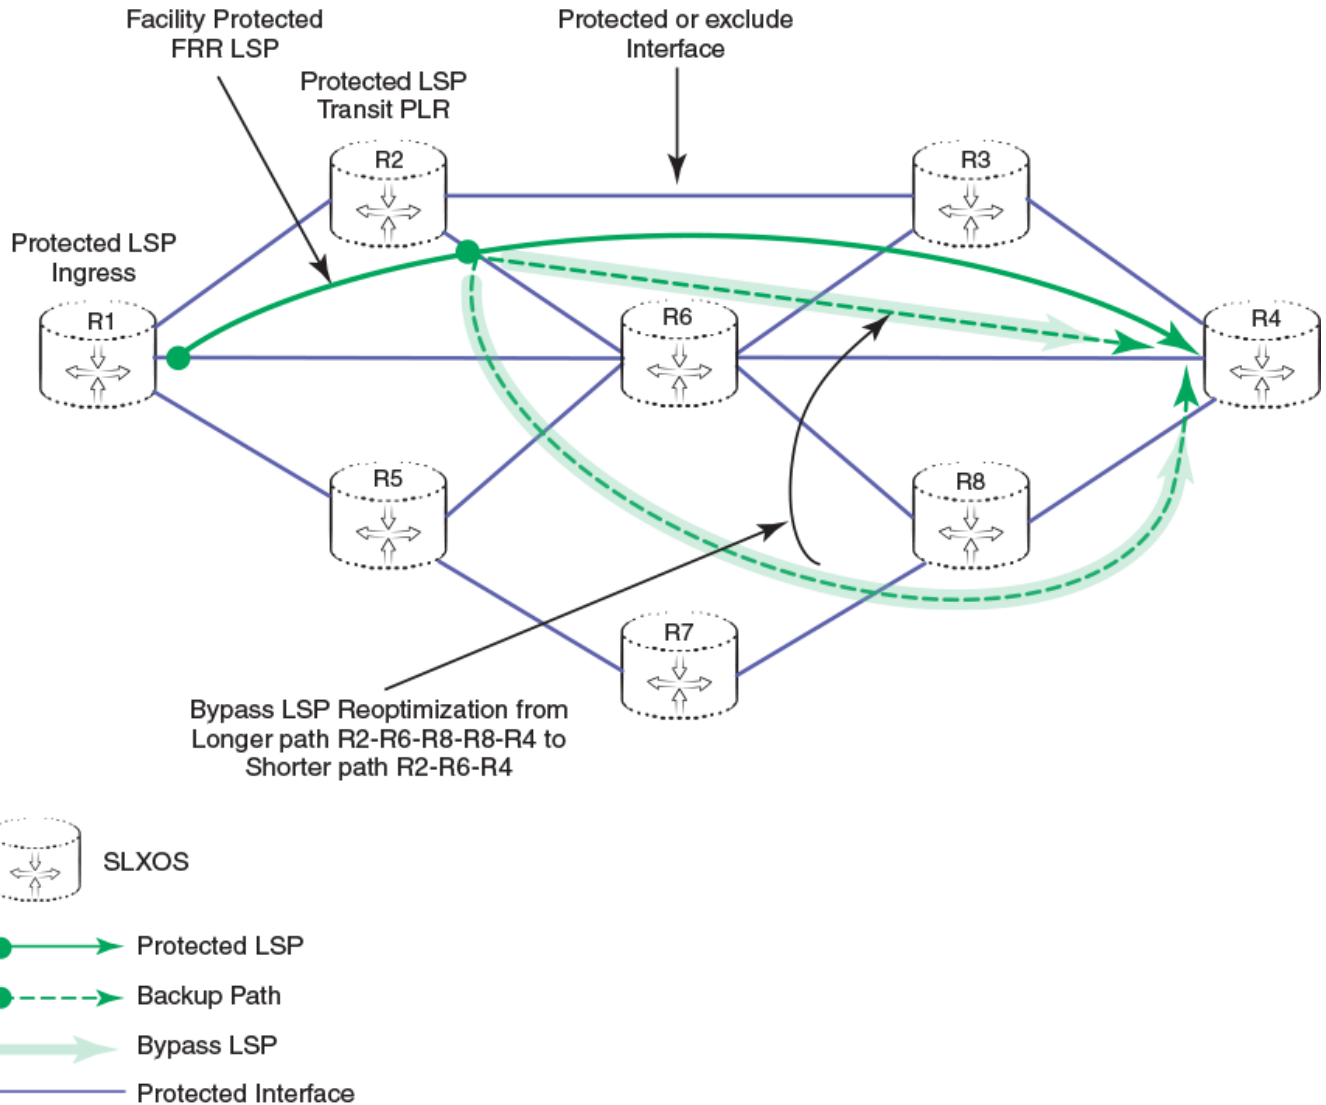 Facility Protected
FRR LSP
Protected or exclude
Interface
Protected LSP
Transit PLR
R2
R3
Protected LSP
Ingress
R1
R6
R4
R5
R8
R7
Bypass LSP Reoptimization from
Longer path R2-R6-R8-R8-R4 to
Shorter path R2-R6-R4
SLXOS
Protected LSP
Backup Path
Bypass LSP
Protected Interface